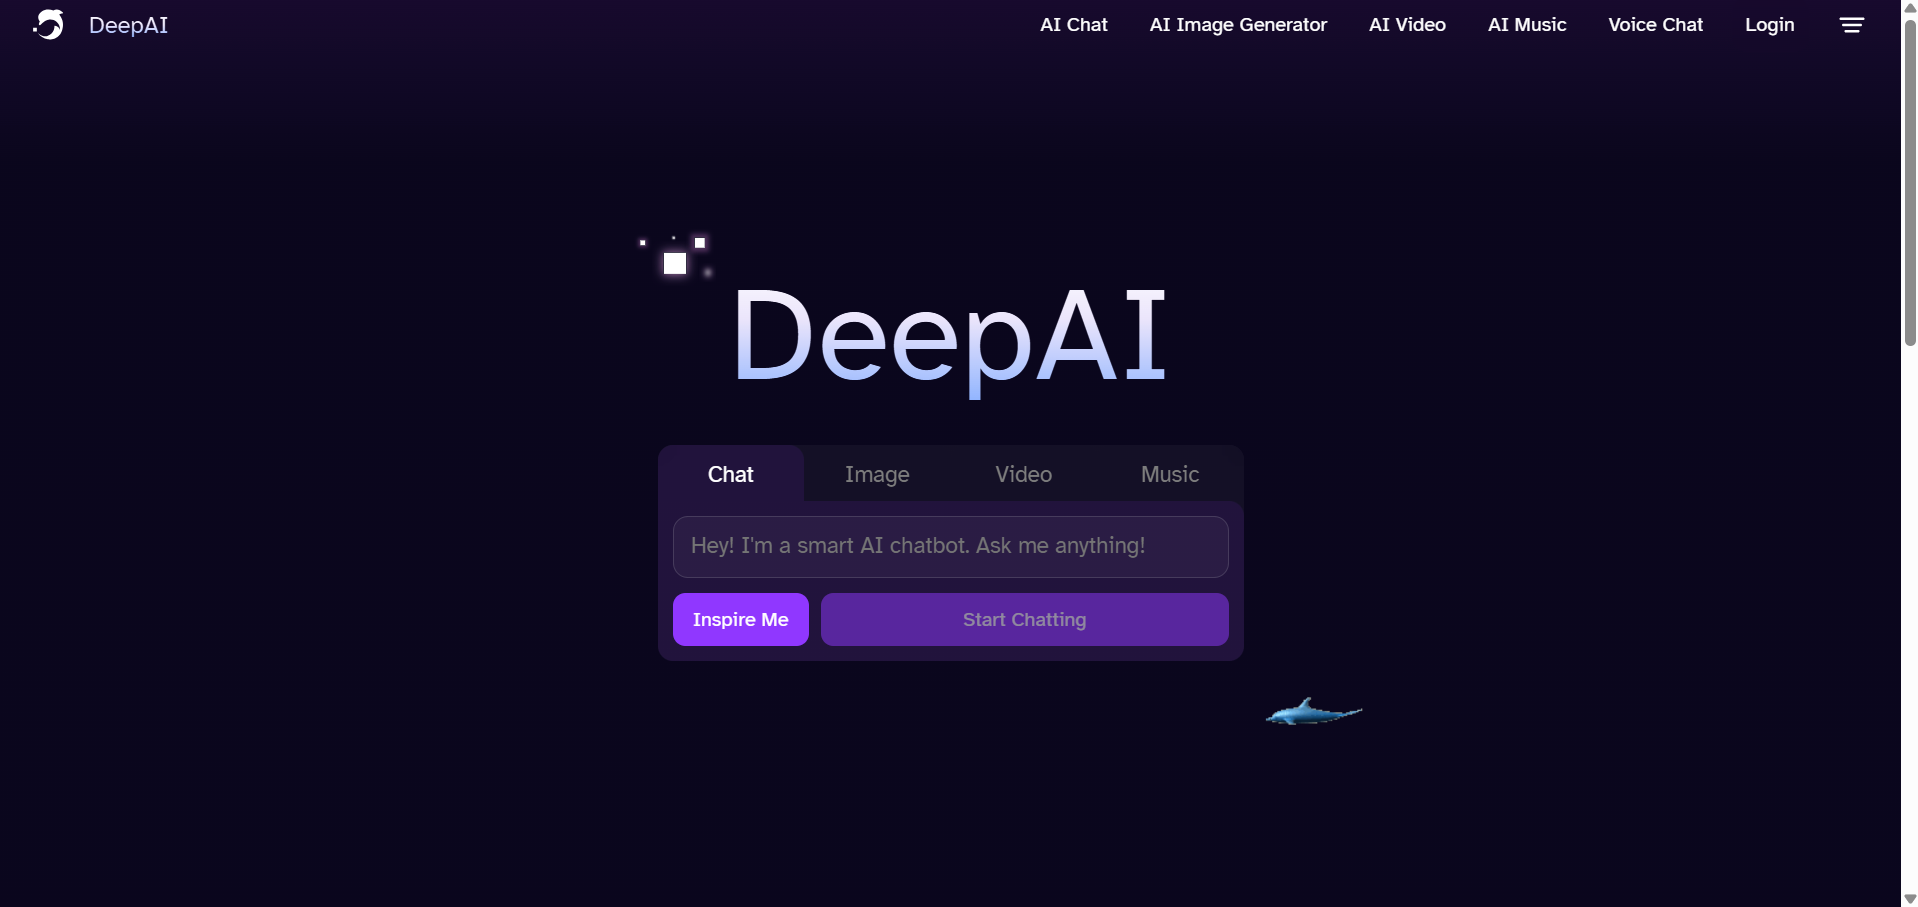 DeepAI
AI Chat
AI Image Generator
AI Video
AI Music
Voice Chat
Login
DeepAI
Chat
Image
Video
Music
Hey! I'm a smart AI chatbot. Ask me anything!
Inspire Me
Start Chatting